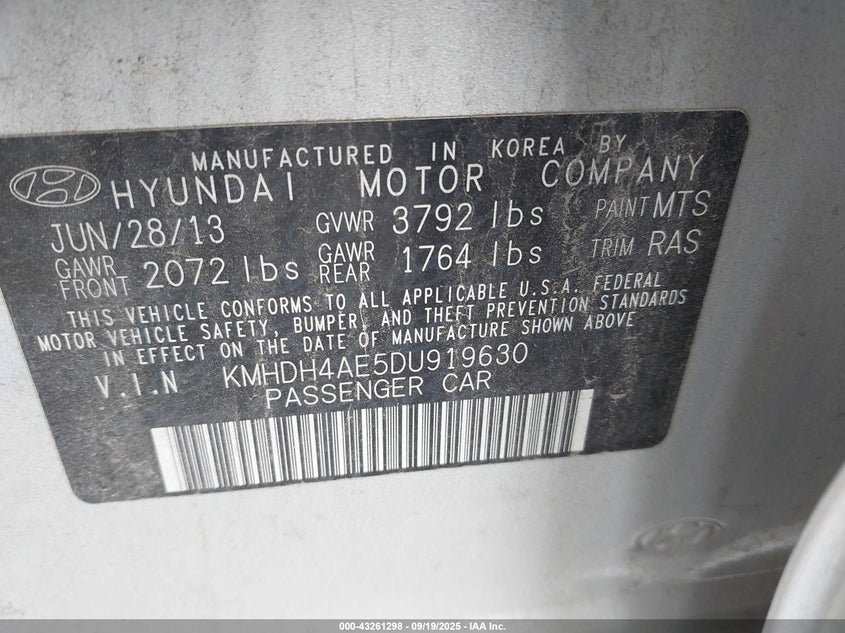 MANUFACTURED IN KOREA BY
HYUNDAI MOTOR COMPANY
JUN/28/13 GVWR 3792 lbs PAINT MTS
GAWR FRONT 2072 lbs GAWR REAR 1764 lbs TRIM RAS
THIS VEHICLE CONFORMS TO ALL APPLICABLE U.S.A. FEDERAL
MOTOR VEHICLE SAFETY, BUMPER, AND THEFT PREVENTION STANDARDS
IN EFFECT ON THE DATE OF MANUFACTURE SHOWN ABOVE
V.I.N KMHDH4AE5DU919630
PASSENGER CAR
000-43261298 - 09/19/2025 - IAA Inc.